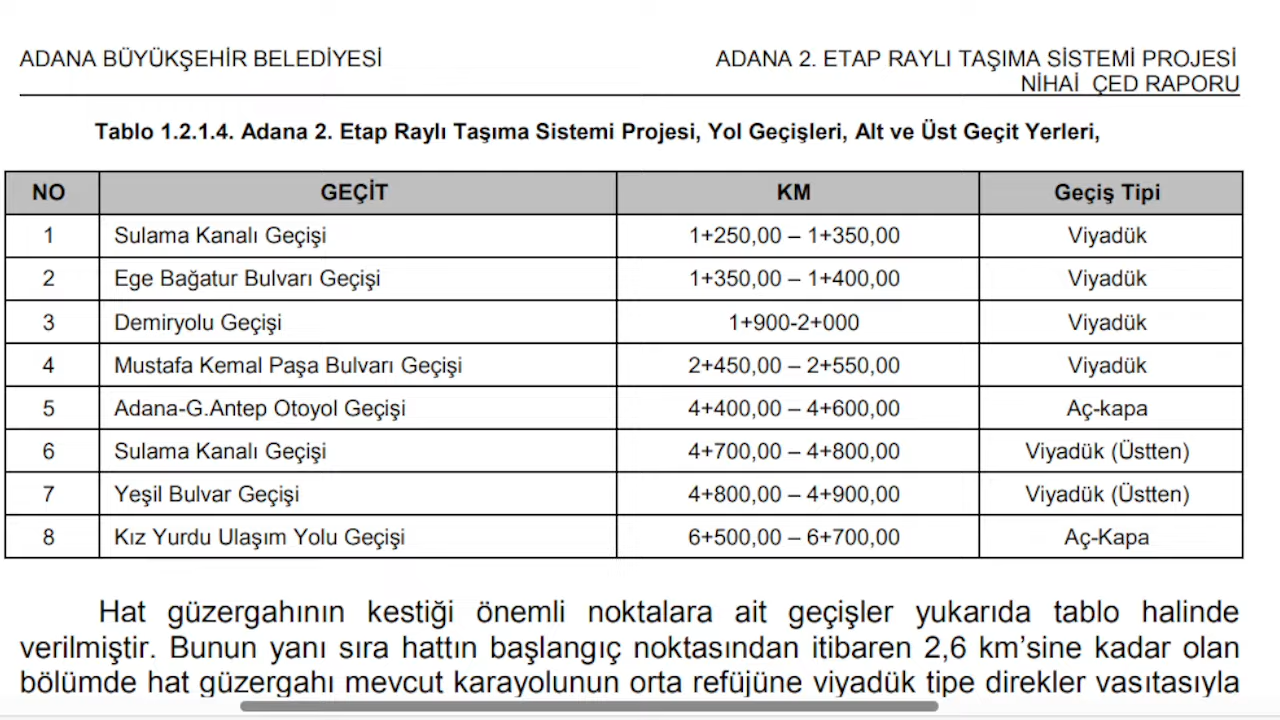 ADANA BÜYÜKŞEHİR BELEDİYESİ
ADANA 2. ETAP RAYLI TAŞIMA SİSTEMİ PROJESİ
NİHAİ ÇED RAPORU
Tablo 1.2.1.4. Adana 2. Etap Raylı Taşıma Sistemi Projesi, Yol Geçişleri, Alt ve Üst Geçit Yerleri,
NO GEÇİT KM Geçiş Tipi
1 Sulama Kanalı Geçişi 1+250,00 – 1+350,00 Viyadük
2 Ege Bağatur Bulvarı Geçişi 1+350,00 – 1+400,00 Viyadük
3 Demiryolu Geçişi 1+900-2+000 Viyadük
4 Mustafa Kemal Paşa Bulvarı Geçişi 2+450,00 – 2+550,00 Viyadük
5 Adana-G.Antep Otoyol Geçişi 4+400,00 – 4+600,00 Aç-kapa
6 Sulama Kanalı Geçişi 4+700,00 – 4+800,00 Viyadük (Üstten)
7 Yeşil Bulvar Geçişi 4+800,00 – 4+900,00 Viyadük (Üstten)
8 Kız Yurdu Ulaşım Yolu Geçişi 6+500,00 – 6+700,00 Aç-Kapa
Hat güzergahının kestiği önemli noktalara ait geçişler yukarıda tablo halinde
verilmiştir. Bunun yanı sıra hattın başlangıç noktasından itibaren 2,6 km’sine kadar olan
bölümde hat güzergahı mevcut karayolunun orta refüjüne viyadük tipe direkler vasıtasıyla